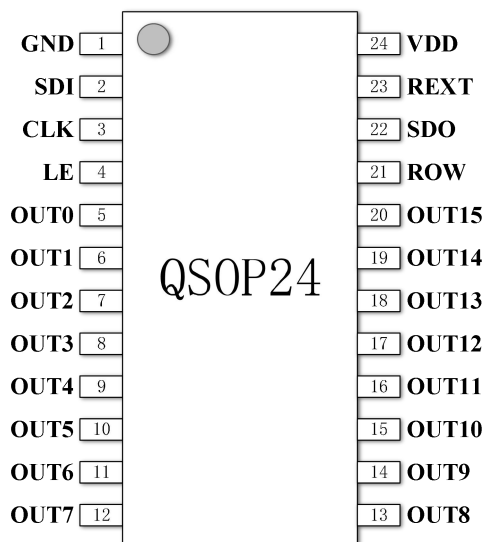 GND 1 24 VDD
SDI 2 23 REXT
CLK 3 22 SDO
LE 4 21 ROW
OUT0 5 20 OUT15
OUT1 6 19 OUT14
QSOP24
OUT2 7 18 OUT13
OUT3 8 17 OUT12
OUT4 9 16 OUT11
OUT5 10 15 OUT10
OUT6 11 14 OUT9
OUT7 12 13 OUT8